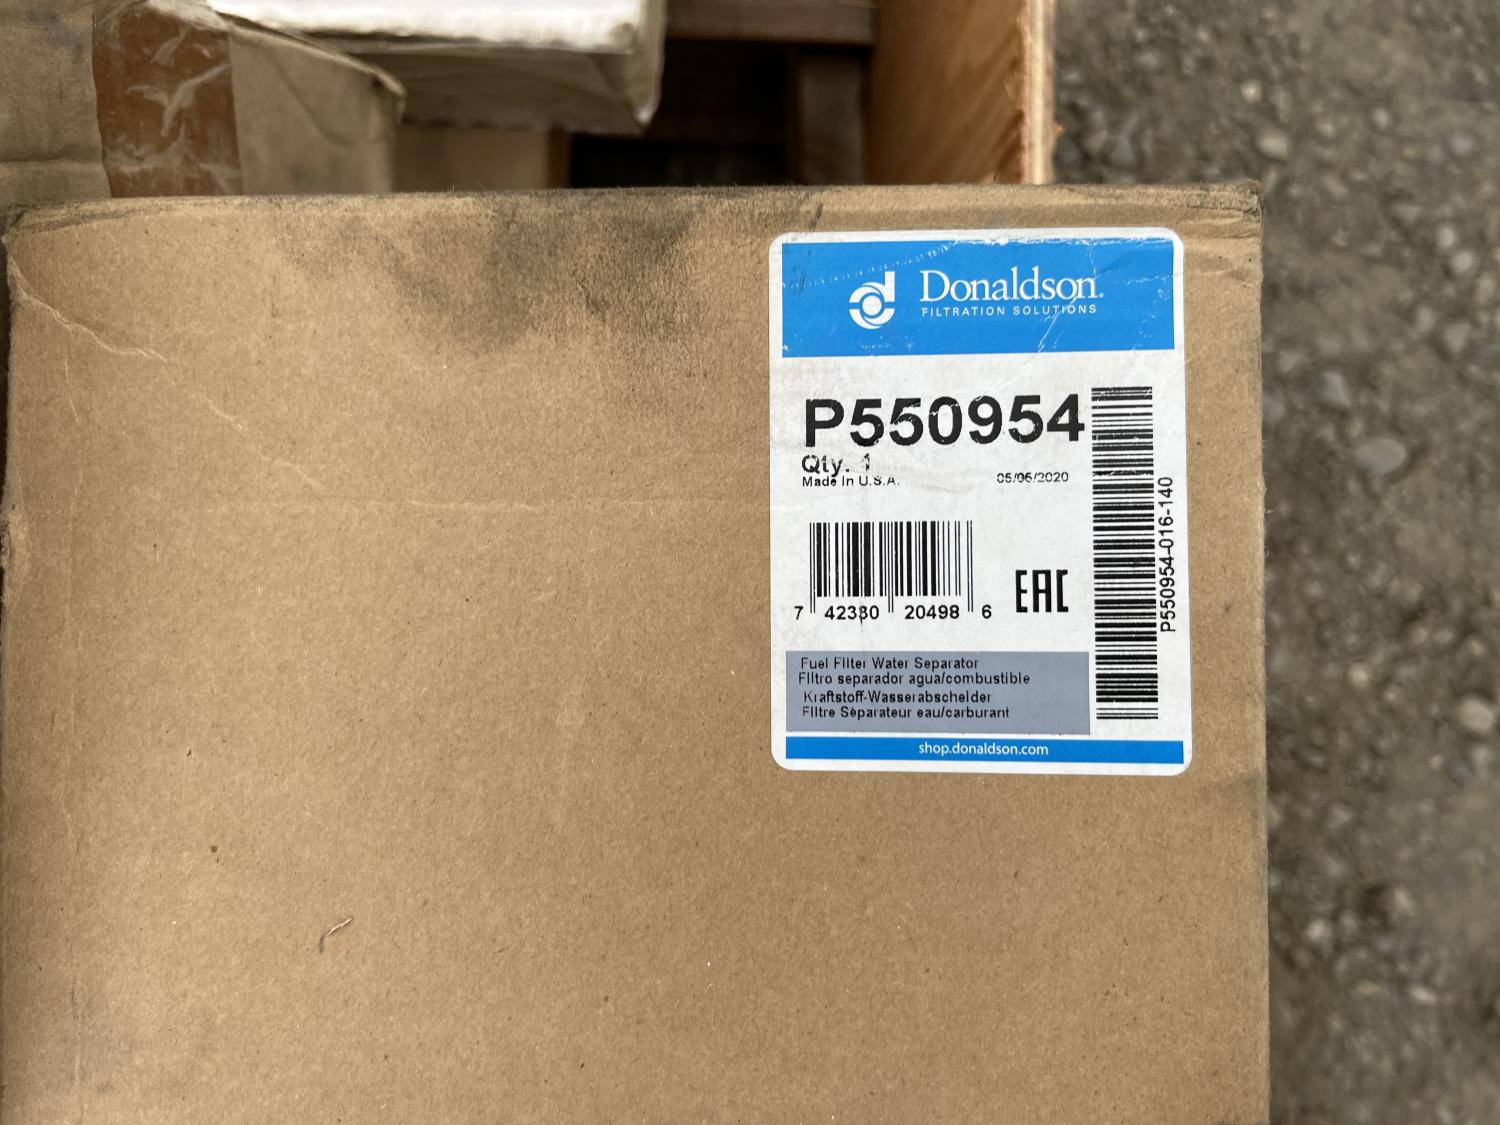 Donaldson.
FILTRATION SOLUTIONS
P550954
Qty. 1
Made In U.S.A.
05/06/2020
P550954-016-140
7 42330 20498 6
EAC
Fuel Filter Water Separator
Filtro separador agua/combustible
Kraftstoff-Wasserabscheider
Filtre Séparateur eau/carburant
shop.donaldson.com